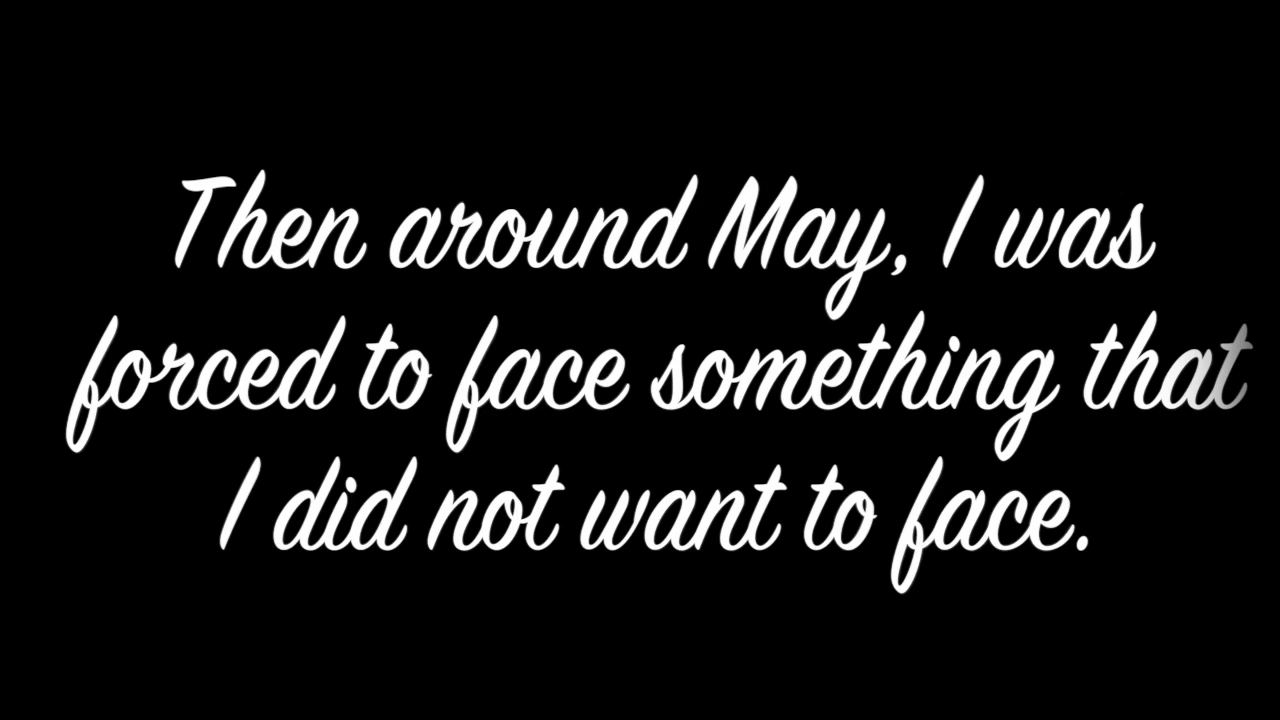 Then around May, I was
forced to face something that
I did not want to face.